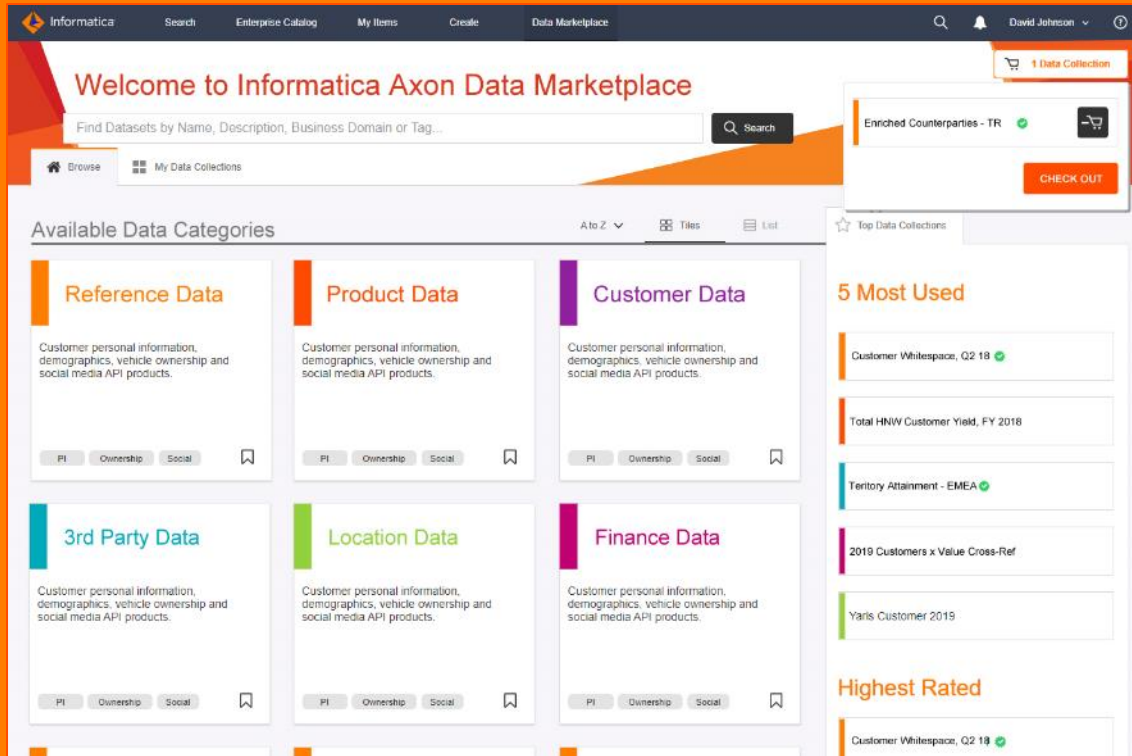 Informatica
Search
Enterprise Catalog
My Items
Create
Data Marketplace
David Johnson
?
Welcome to Informatica Axon Data Marketplace
1 Data Collection
Find Datasets by Name, Description, Business Domain or Tag...
Search
Enriched Counterparties - TR
CHECK OUT
Browse
My Data Collections
Available Data Categories
A to Z
Tiles
List
Top Data Collections
Reference Data
Customer personal information,
demographics, vehicle ownership and
social media API products.
PI
Ownership
Social
Product Data
Customer personal information,
demographics, vehicle ownership and
social media API products.
PI
Ownership
Social
Customer Data
Customer personal information,
demographics, vehicle ownership and
social media API products.
PI
Ownership
Social
3rd Party Data
Customer personal information,
demographics, vehicle ownership and
social media API products.
PI
Ownership
Social
Location Data
Customer personal information,
demographics, vehicle ownership and
social media API products.
PI
Ownership
Social
Finance Data
Customer personal information,
demographics, vehicle ownership and
social media API products.
PI
Ownership
Social
5 Most Used
Customer Whitespace, Q2 18
Total HNW Customer Yield, FY 2018
Teritory Attainment - EMEA
2019 Customers x Value Cross-Ref
Yaris Customer 2019
Highest Rated
Customer Whitespace, Q2 18